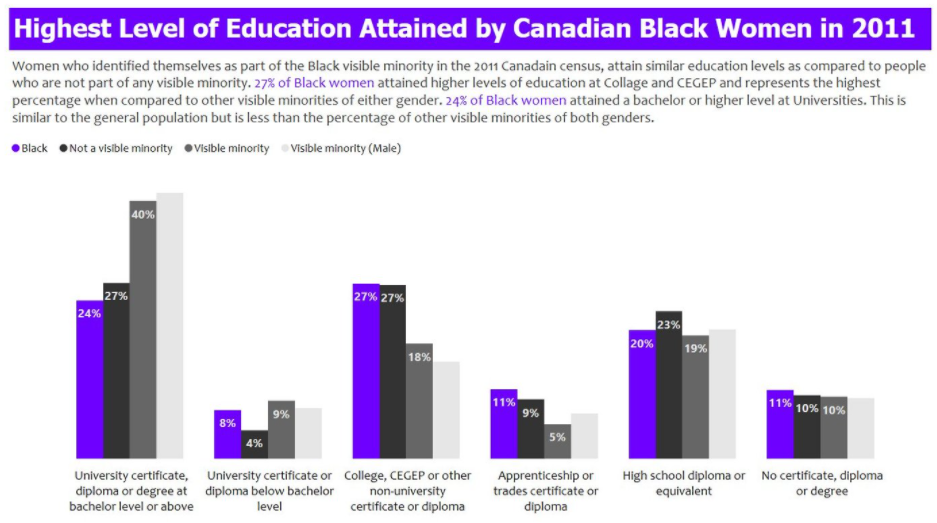 Highest Level of Education Attained by Canadian Black Women in 2011
Women who identified themselves as part of the Black visible minority in the 2011 Canadain census, attain similar education levels as compared to people
who are not part of any visible minority. 27% of Black women attained higher levels of education at Collage and CEGEP and represents the highest
percentage when compared to other visible minorities of either gender. 24% of Black women attained a bachelor or higher level at Universities. This is
similar to the general population but is less than the percentage of other visible minorities of both genders.
Black Not a visible minority Visible minority Visible minority (Male)
24% 27% 40%
8% 4% 9%
27% 27% 18%
11% 9% 5%
20% 23% 19%
11% 10% 10%
University certificate,
diploma or degree at
bachelor level or above
University certificate or
diploma below bachelor
level
College, CEGEP or other
non-university
certificate or diploma
Apprenticeship or
trades certificate or
diploma
High school diploma or
equivalent
No certificate, diploma
or degree